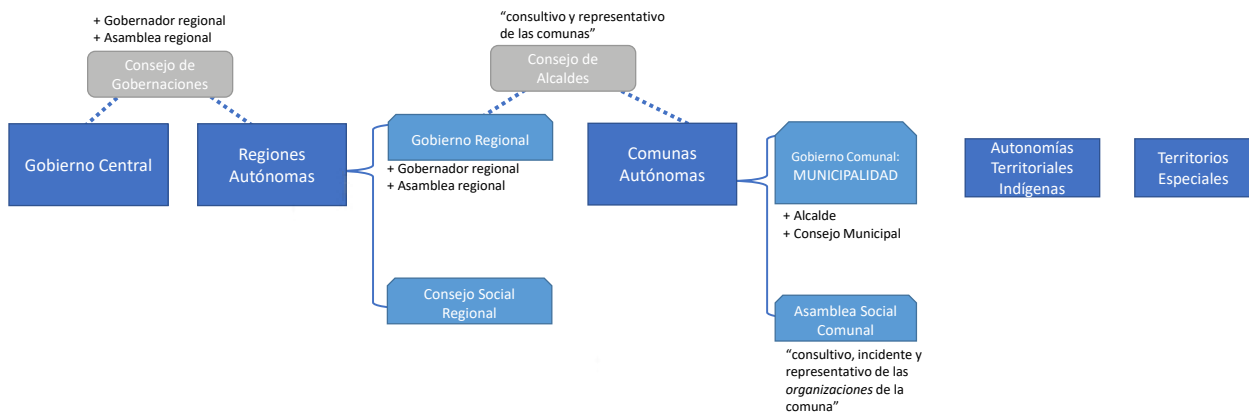 + Gobernador regional
+ Asamblea regional
Consejo de
Gobernaciones
“consultivo y representativo
de las comunas”
Consejo de
Alcaldes
Gobierno Central
Regiones
Autónomas
Gobierno Regional
+ Gobernador regional
+ Asamblea regional
Consejo Social
Regional
Comunas
Autónomas
Gobierno Comunal:
MUNICIPALIDAD
+ Alcalde
+ Consejo Municipal
Asamblea Social
Comunal
“consultivo, incidente y
representativo de las
organizaciones de la
comuna”
Autonomías
Territoriales
Indígenas
Territorios
Especiales